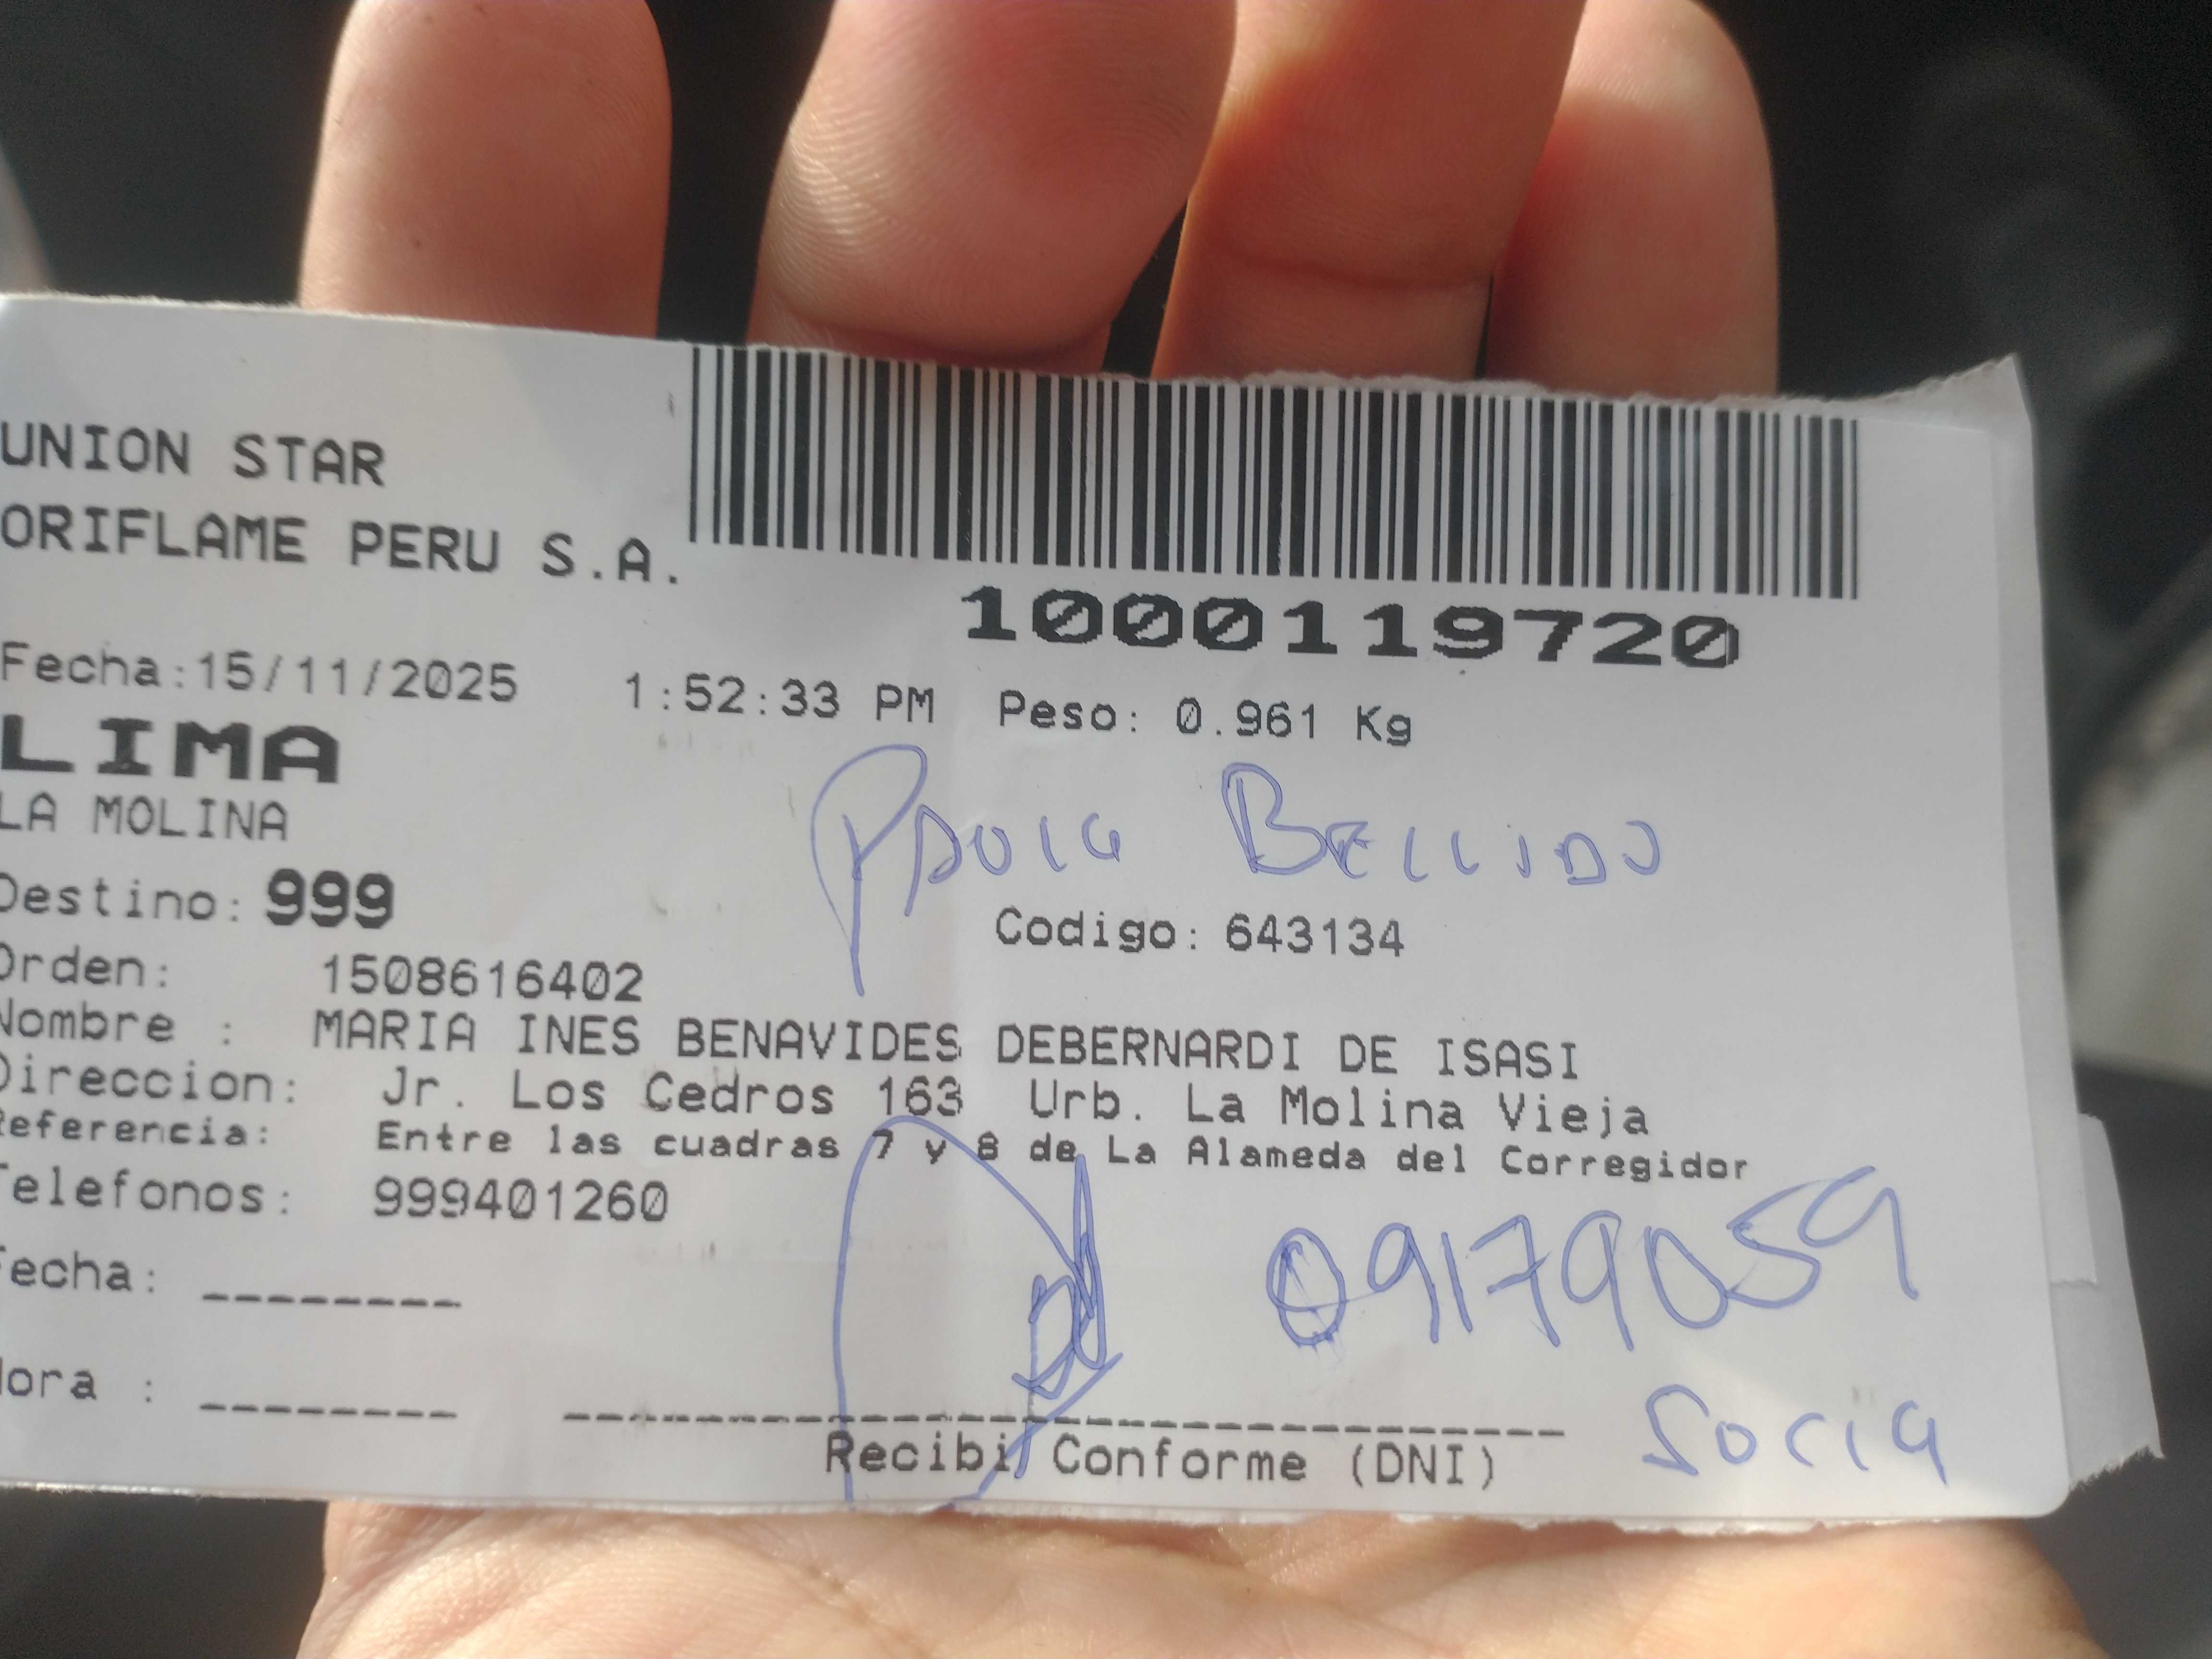 UNION STAR
ORIFLAME PERU S.A.
1000119720
Fecha:15/11/2025 1:52:33 PM Peso: 0.961 Kg
LIMA
LA MOLINA
Paola Bellido
Destino: 999
Codigo: 643134
Orden: 1508616402
Nombre : MARIA INES BENAVIDES DEBERNARDI DE ISASI
Direccion: Jr. Los Cedros 163 Urb. La Molina Vieja
Referencia: Entre las cuadras 7 y 8 de La Alameda del Corregidor
Telefonos: 999401260
09179059
Fecha: --------
Hora : --------
Socia
Recibi Conforme (DNI)